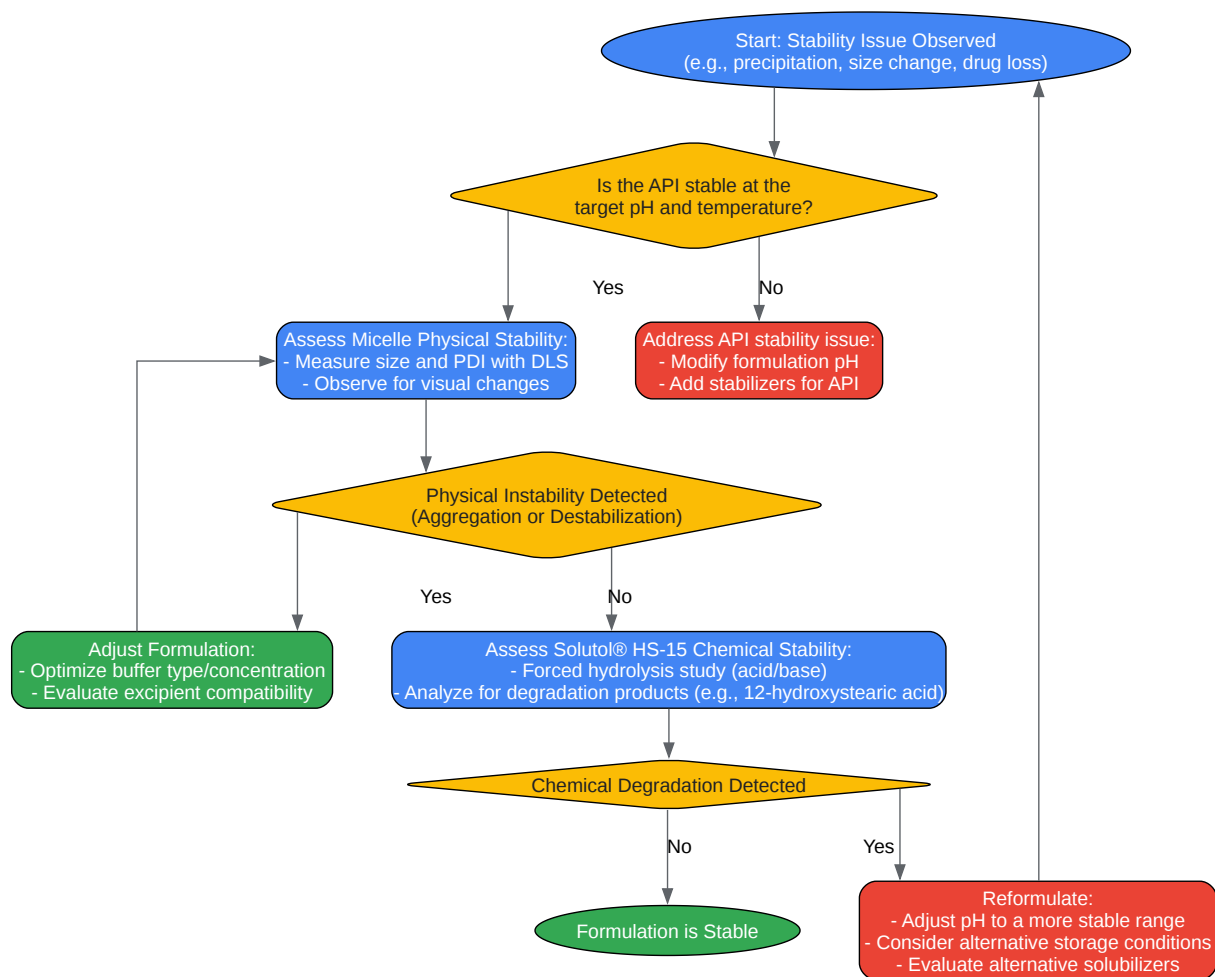 Start: Stability Issue Observed
(e.g., precipitation, size change, drug loss)
Is the API stable at the
target pH and temperature?
Yes
No
Assess Micelle Physical Stability:
- Measure size and PDI with DLS
- Observe for visual changes
Address API stability issue:
- Modify formulation pH
- Add stabilizers for API
Physical Instability Detected
(Aggregation or Destabilization)
Yes
No
Adjust Formulation:
- Optimize buffer type/concentration
- Evaluate excipient compatibility
Assess Solutol® HS-15 Chemical Stability:
- Forced hydrolysis study (acid/base)
- Analyze for degradation products (e.g., 12-hydroxystearic acid)
Chemical Degradation Detected
No
Yes
Formulation is Stable
Reformulate:
- Adjust pH to a more stable range
- Consider alternative storage conditions
- Evaluate alternative solubilizers